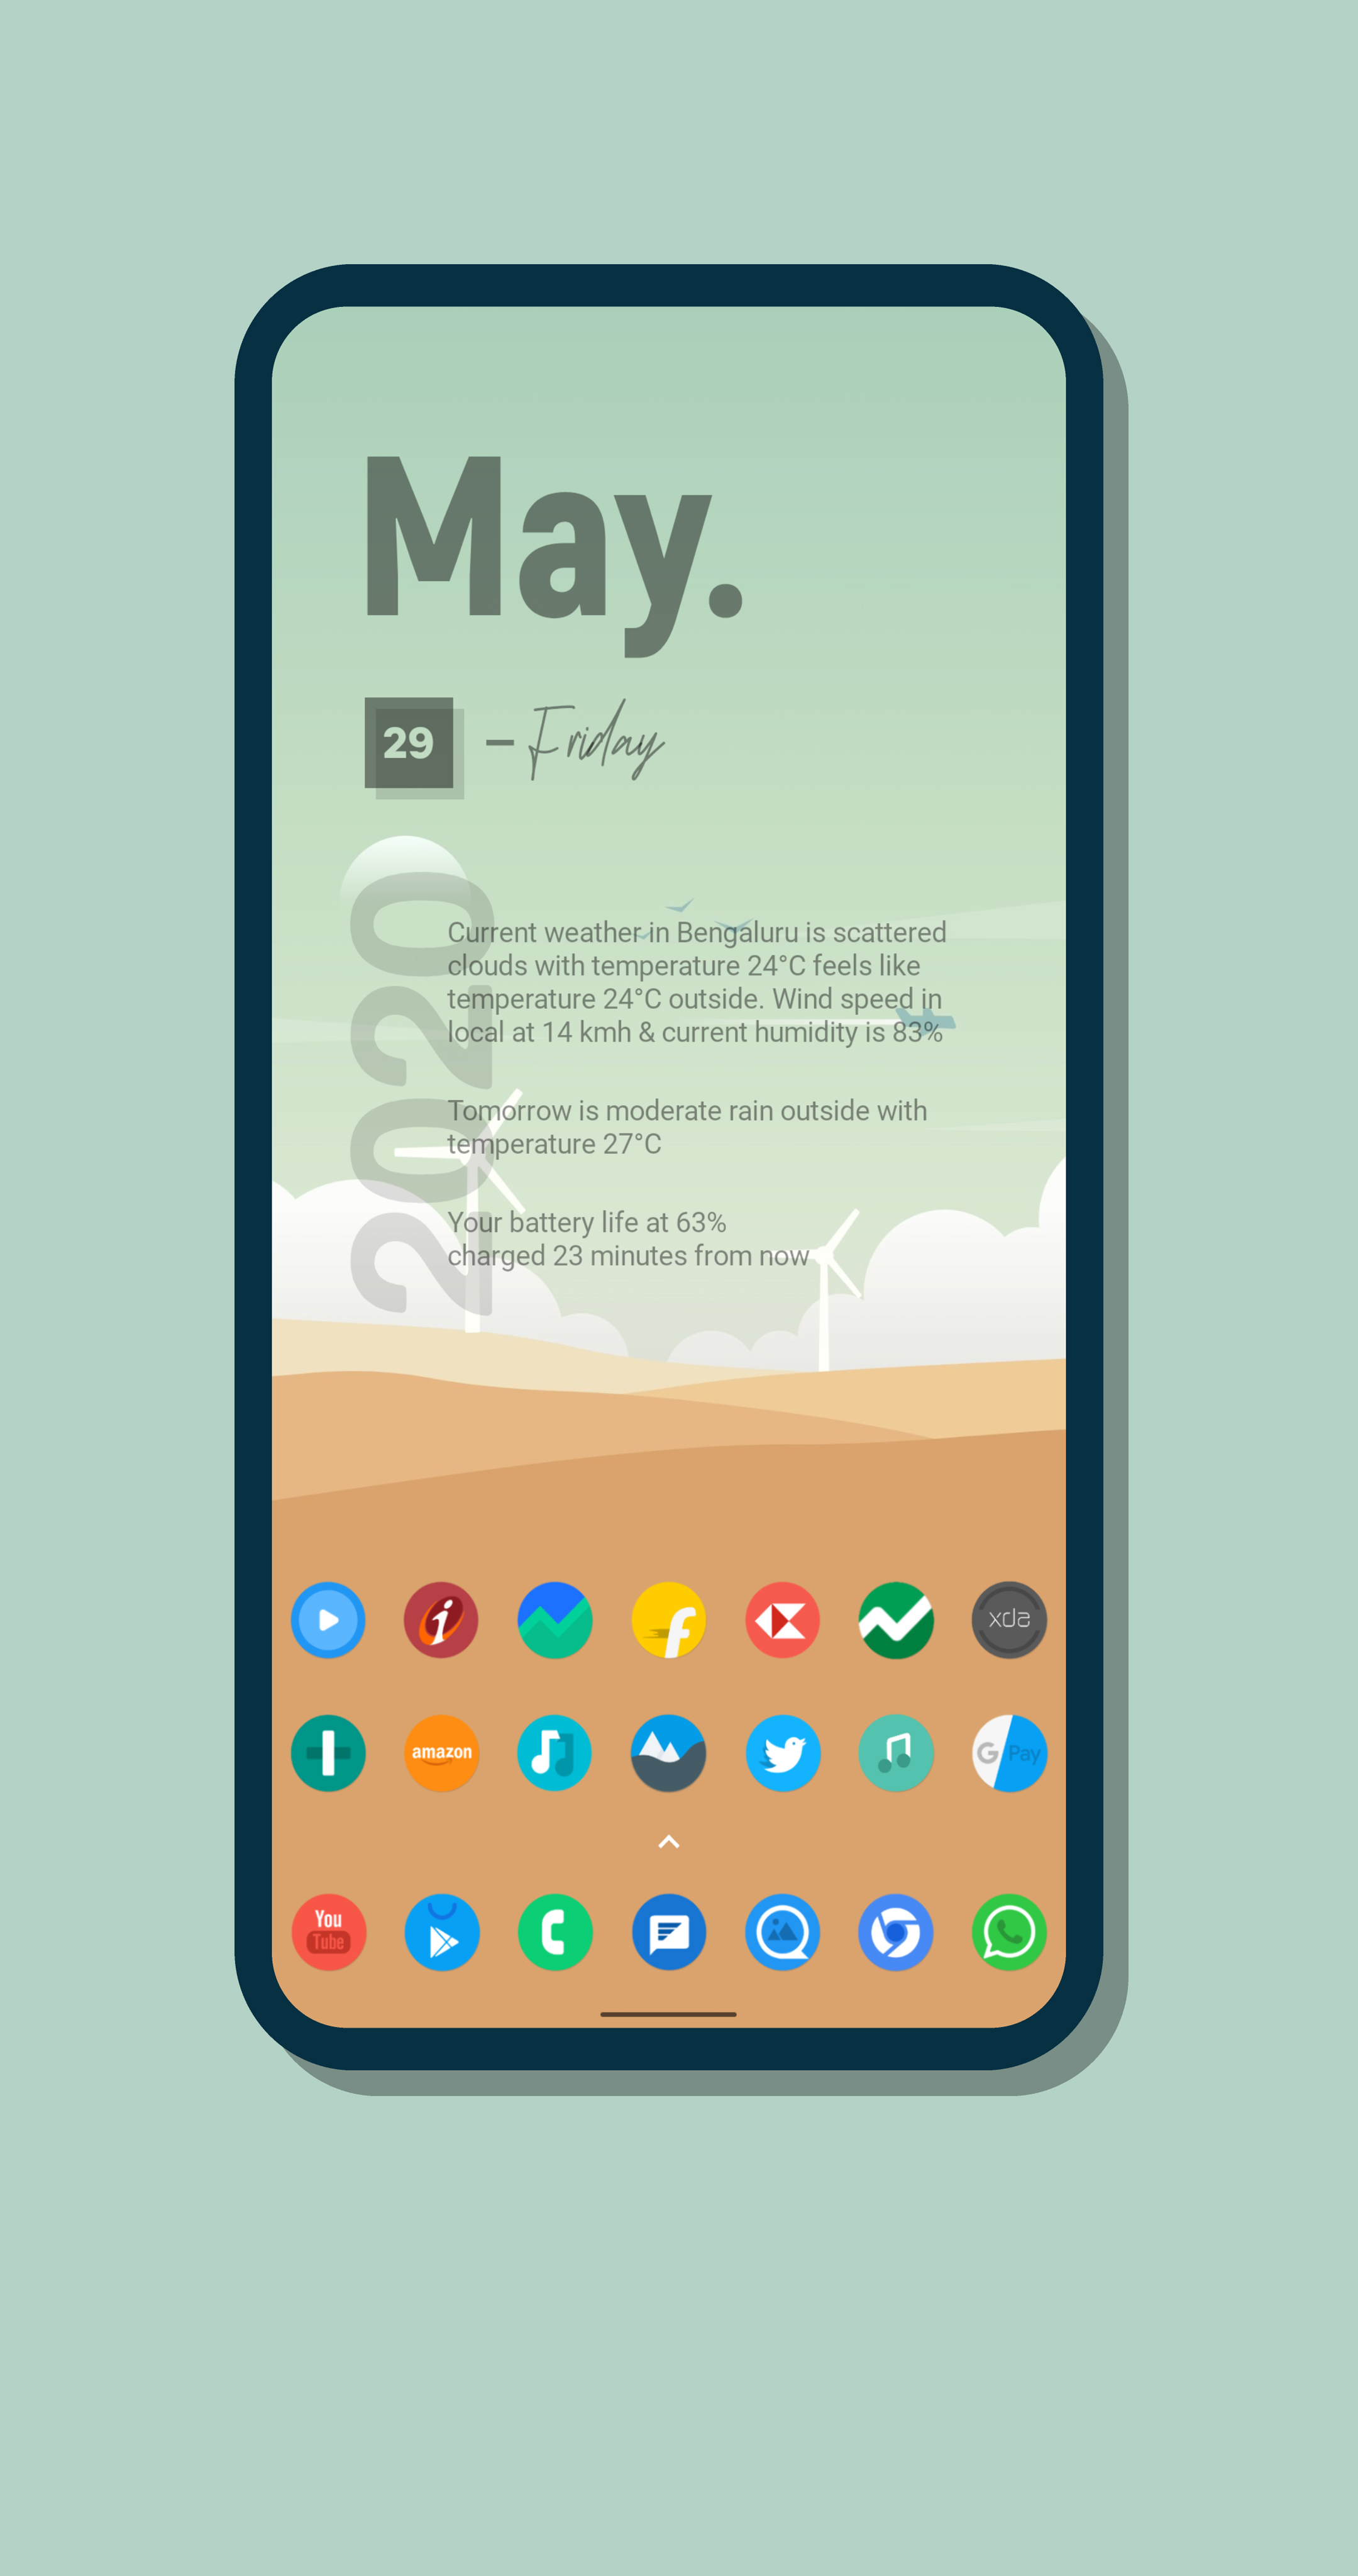 May.
29
– Friday
2020
Current weather in Bengaluru is scattered
clouds with temperature 24°C feels like
temperature 24°C outside. Wind speed in
local at 14 kmh & current humidity is 83%
Tomorrow is moderate rain outside with
temperature 27°C
Your battery life at 63%
charged 23 minutes from now
i
f
xda
amazon
G Pay
You
Tube